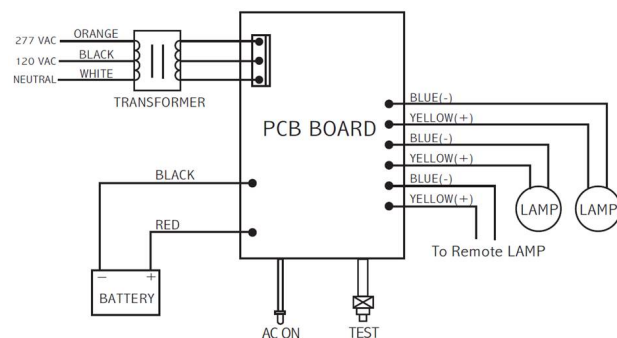 277 VAC ORANGE
120 VAC BLACK
NEUTRAL WHITE
TRANSFORMER
PCB BOARD
BLUE(-)
YELLOW(+)
BLUE(-)
YELLOW(+)
BLUE(-)
YELLOW(+)
LAMP
LAMP
To Remote LAMP
BLACK
RED
- +
BATTERY
AC ON
TEST